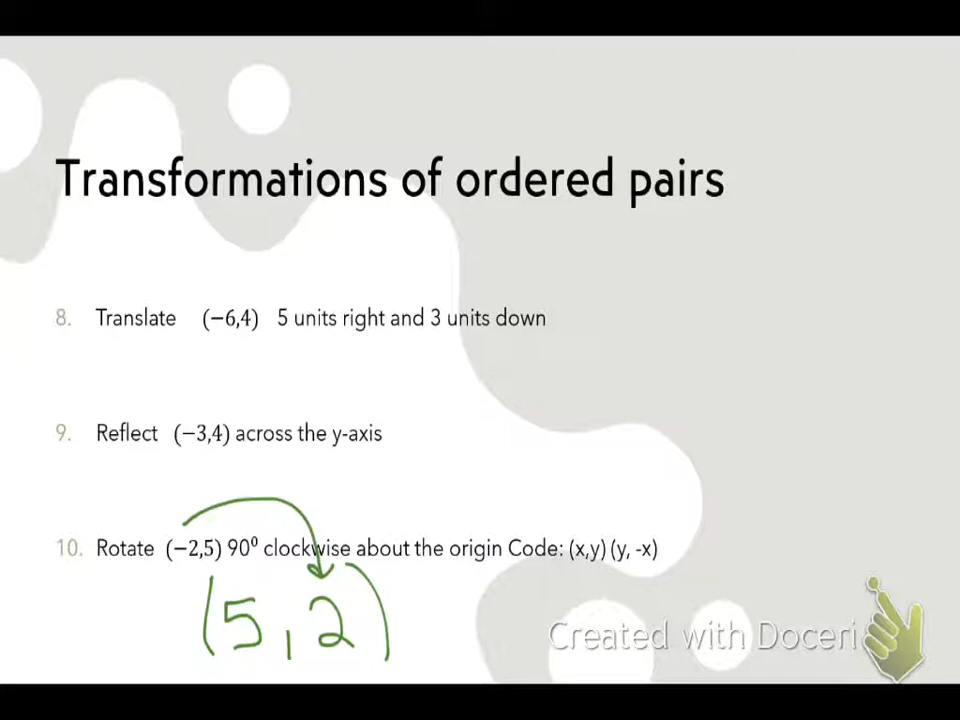 Transformations of ordered pairs
8. Translate (−6,4) 5 units right and 3 units down
9. Reflect (−3,4) across the y-axis
10. Rotate (−2,5) 90⁰ clockwise about the origin Code: (x,y) (y, -x)
(5, 2)
Created with Doceri